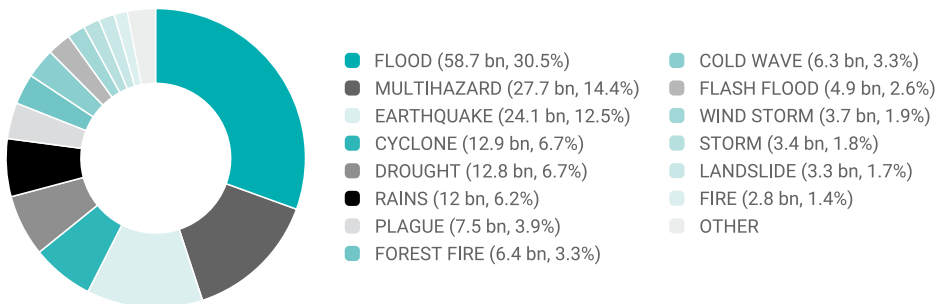 FLOOD (58.7 bn, 30.5%)
MULTIHAZARD (27.7 bn, 14.4%)
EARTHQUAKE (24.1 bn, 12.5%)
CYCLONE (12.9 bn, 6.7%)
DROUGHT (12.8 bn, 6.7%)
RAINS (12 bn, 6.2%)
PLAGUE (7.5 bn, 3.9%)
FOREST FIRE (6.4 bn, 3.3%)
COLD WAVE (6.3 bn, 3.3%)
FLASH FLOOD (4.9 bn, 2.6%)
WIND STORM (3.7 bn, 1.9%)
STORM (3.4 bn, 1.8%)
LANDSLIDE (3.3 bn, 1.7%)
FIRE (2.8 bn, 1.4%)
OTHER